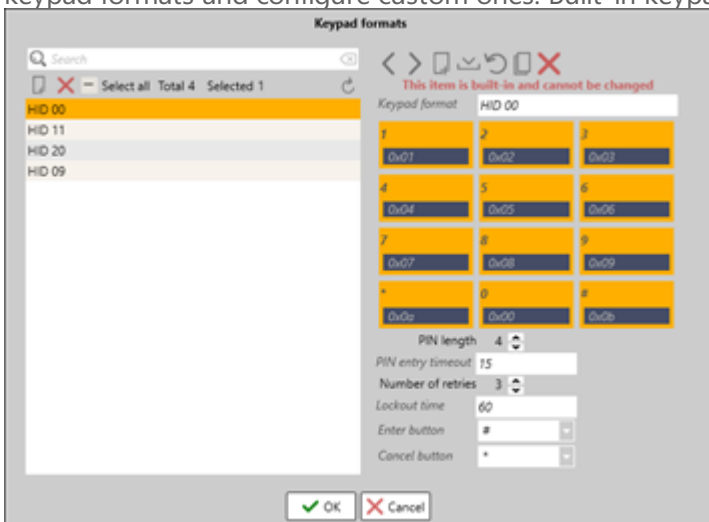 keypad formats and configure custom ones. Built-in keypa
Keypad formats
Search
Select all Total 4 Selected 1
HID 00
HID 11
HID 20
HID 09
This item is built-in and cannot be changed
Keypad format HID 00
1 2 3
0x01 0x02 0x03
4 5 6
0x04 0x05 0x06
7 8 9
0x07 0x08 0x09
* 0 #
0x0a 0x00 0x0b
PIN length 4
PIN entry timeout 15
Number of retries 3
Lockout time 60
Enter button #
Cancel button *
OK Cancel